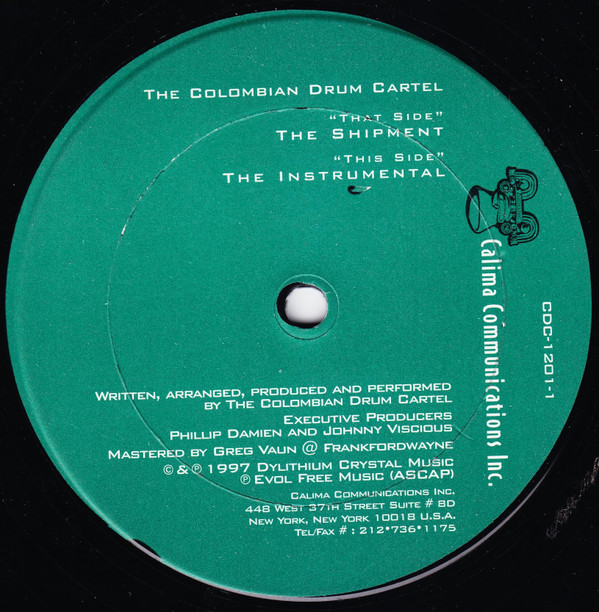 The Colombian Drum Cartel
"That Side"
The Shipment
"This Side"
The Instrumental
Calima Communications Inc.
CDC-1201-1
Written, arranged, produced and performed
by The Colombian Drum Cartel
Executive Producers
Phillip Damien and Johnny Viscious
Mastered by Greg Vaun @ Frankfordwayne
© & ℗ 1997 Dylithium Crystal Music
℗ Evol Free Music (ASCAP)
Calima Communications Inc.
448 West 37th Street Suite # 8D
New York, New York 10018 U.S.A.
Tel/Fax # : 212*736*1175